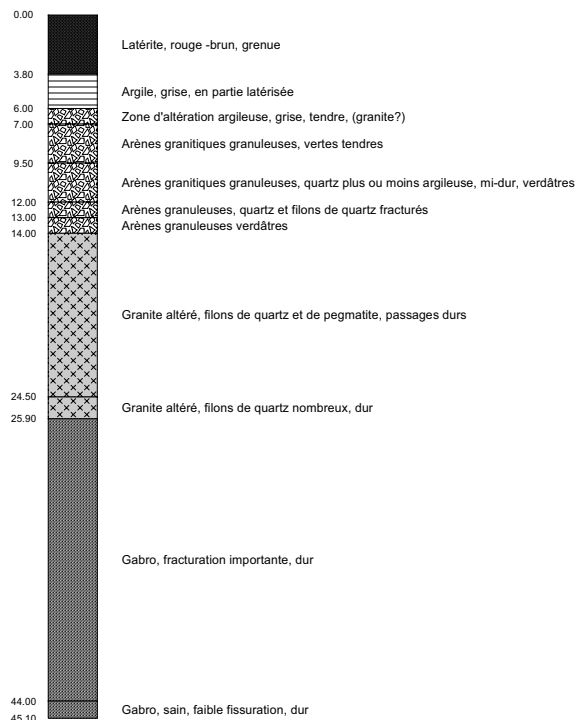 0.00
Latérite, rouge -brun, grenue
3.80
Argile, grise, en partie latérisée
6.00
Zone d'altération argileuse, grise, tendre, (granite?)
7.00
Arènes granitiques granuleuses, vertes tendres
9.50
Arènes granitiques granuleuses, quartz plus ou moins argileuse, mi-dur, verdâtres
12.00
Arènes granuleuses, quartz et filons de quartz fracturés
13.00
Arènes granuleuses verdâtres
14.00
Granite altéré, filons de quartz et de pegmatite, passages durs
24.50
Granite altéré, filons de quartz nombreux, dur
25.90
Gabro, fracturation importante, dur
44.00
Gabro, sain, faible fissuration, dur
45.10